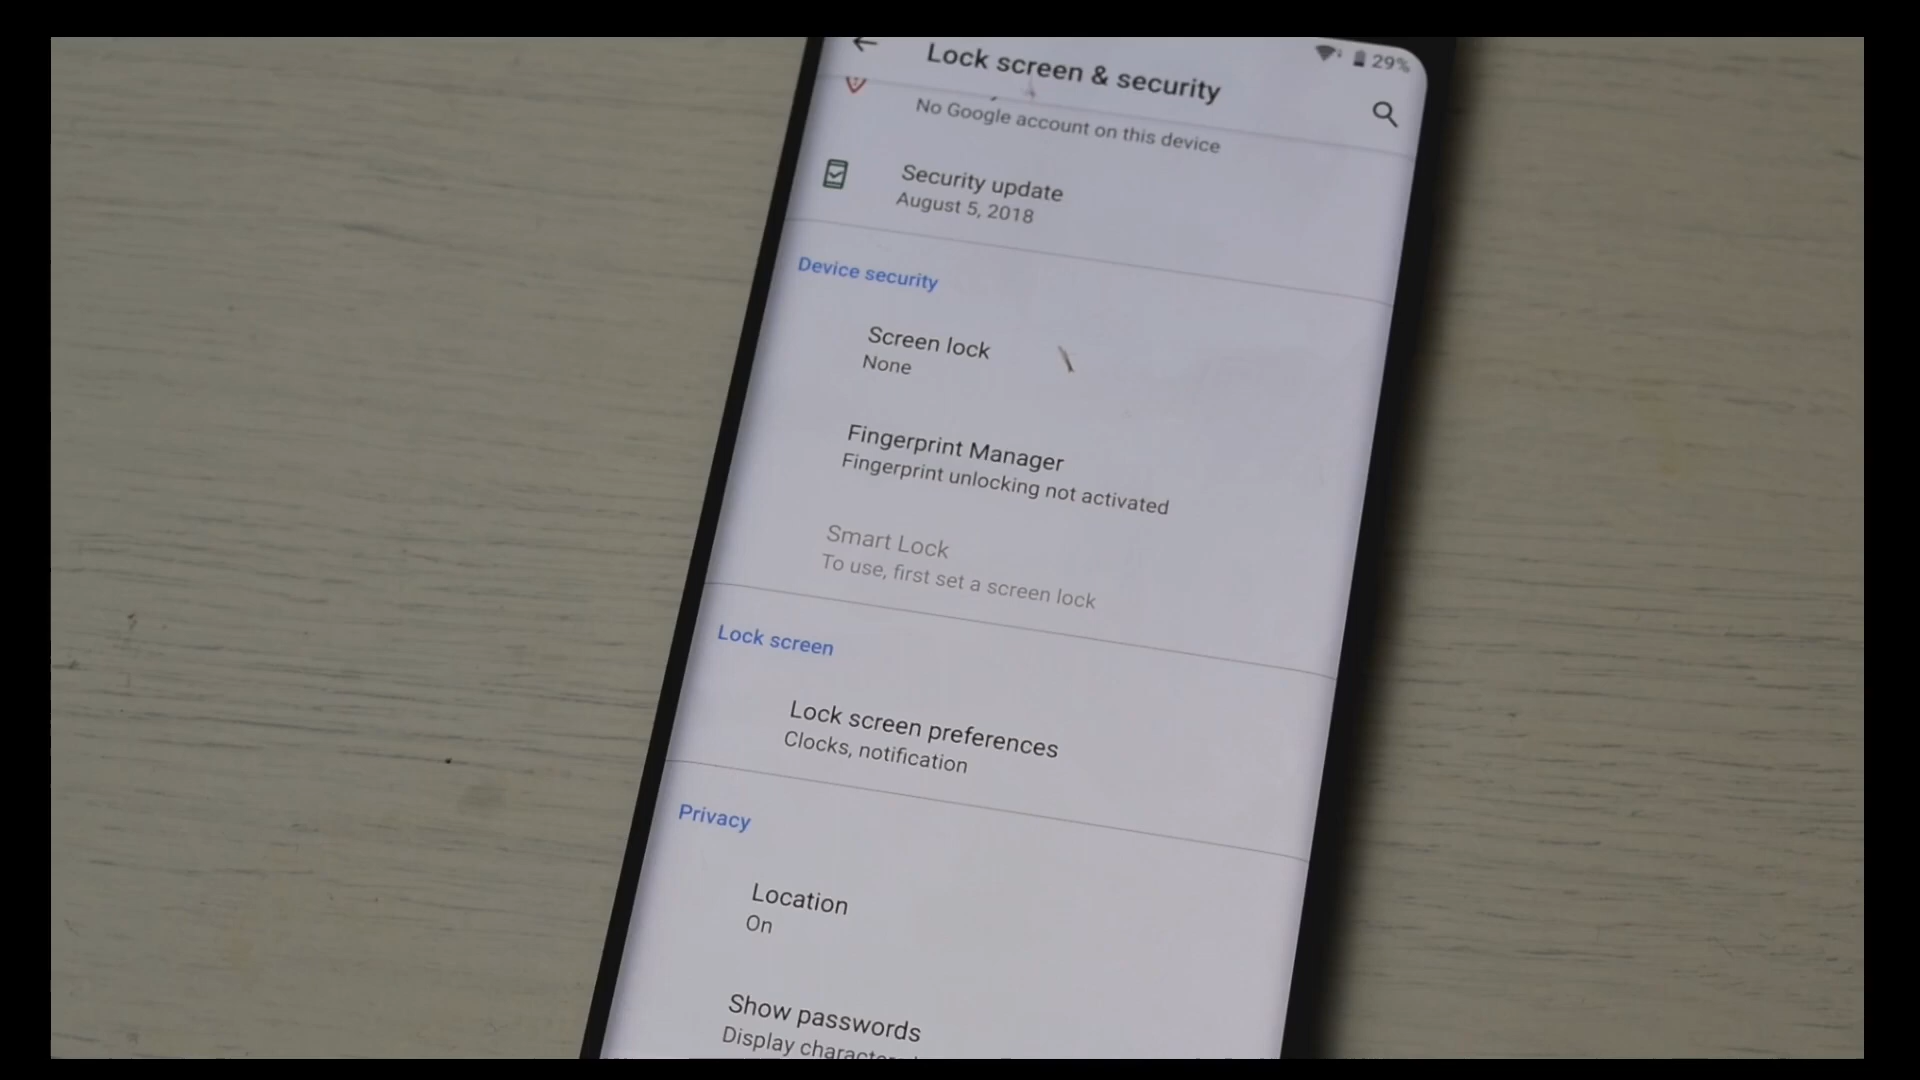 29%
Lock screen & security
No Google account on this device
Security update
August 5, 2018
Device security
Screen lock
None
Fingerprint Manager
Fingerprint unlocking not activated
Smart Lock
To use, first set a screen lock
Lock screen
Lock screen preferences
Clocks, notification
Privacy
Location
On
Show passwords
Display